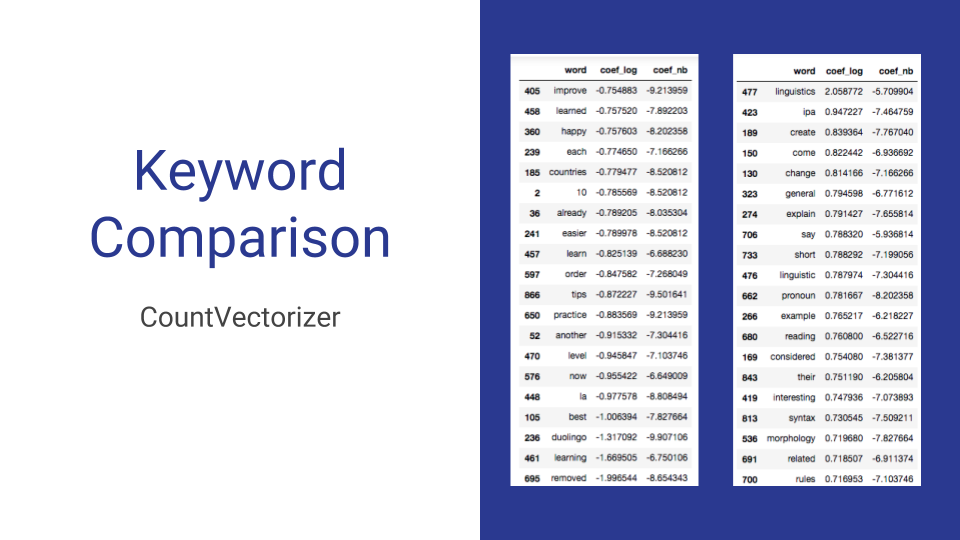 Keyword
Comparison
CountVectorizer
word coef_log coef_nb
405 improve -0.754883 -9.213959
458 learned -0.757520 -7.892203
360 happy -0.757603 -8.202358
239 each -0.774650 -7.166266
185 countries -0.779477 -8.520812
2 10 -0.785569 -8.520812
36 already -0.789205 -8.035304
241 easier -0.789978 -8.520812
457 learn -0.825139 -6.688230
597 order -0.847582 -7.268049
866 tips -0.872227 -9.501641
650 practice -0.883569 -9.213959
52 another -0.915332 -7.304416
470 level -0.945847 -7.103746
576 now -0.955422 -6.649009
448 la -0.977578 -8.808494
105 best -1.006394 -7.827664
236 duolingo -1.317092 -9.907106
461 learning -1.669505 -6.750106
695 removed -1.996544 -8.654343
word coef_log coef_nb
477 linguistics 2.058772 -5.709904
423 ipa 0.947227 -7.464759
189 create 0.839364 -7.767040
150 come 0.822442 -6.936692
130 change 0.814166 -7.166266
323 general 0.794598 -6.771612
274 explain 0.791427 -7.655814
706 say 0.788320 -5.936814
733 short 0.788292 -7.199056
476 linguistic 0.787974 -7.304416
662 pronoun 0.781667 -8.202358
266 example 0.765217 -6.218227
680 reading 0.760800 -6.522716
169 considered 0.754080 -7.381377
843 their 0.751190 -6.205804
419 interesting 0.747936 -7.073893
813 syntax 0.730545 -7.509211
536 morphology 0.719680 -7.827664
691 related 0.718507 -6.911374
700 rules 0.716953 -7.103746